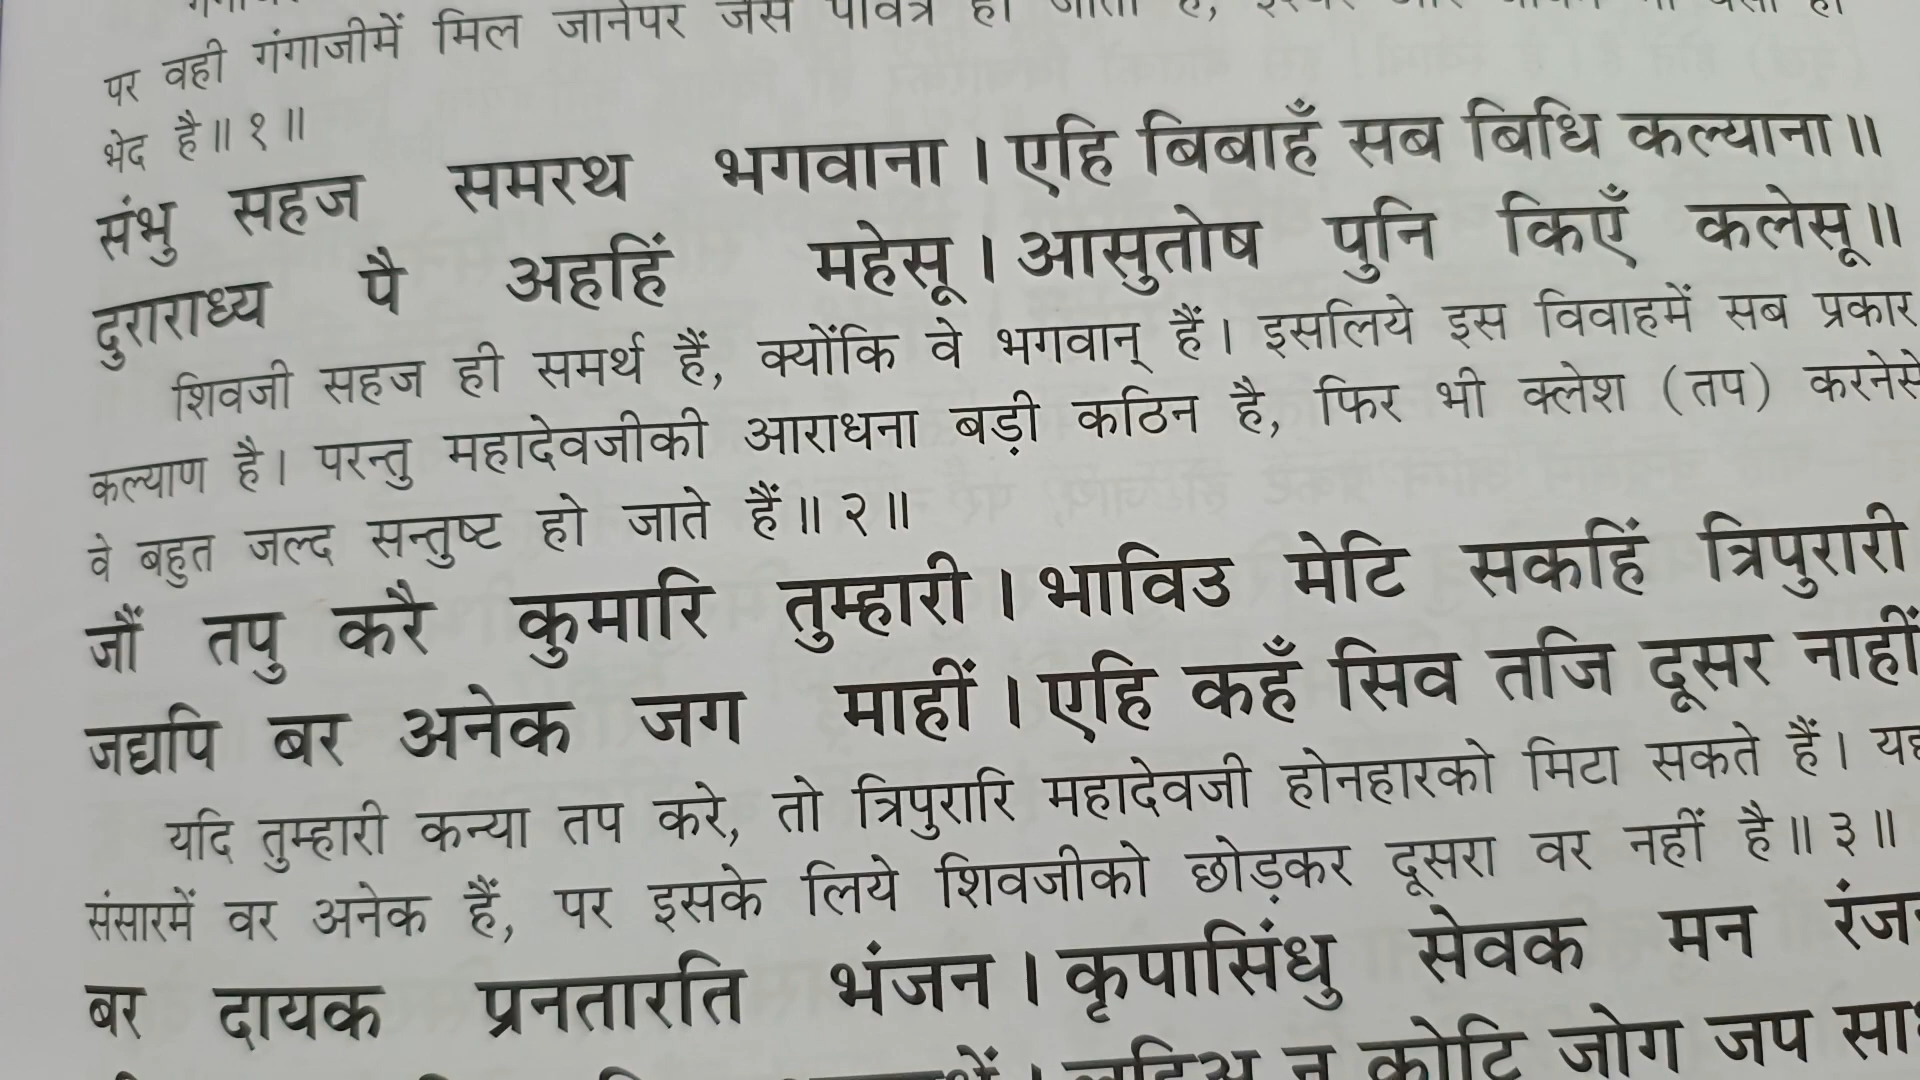 पर वही गंगाजीमें मिल जानेपर जैसे पवित्र हो जाता है,
भेद है॥ १॥
संभु सहज समरथ भगवाना। एहि बिबाहँ सब बिधि कल्याना॥
दुराराध्य पै अहहिं महेसू। आसुतोष पुनि किएँ कलेसू॥
शिवजी सहज ही समर्थ हैं, क्योंकि वे भगवान् हैं। इसलिये इस विवाहमें सब प्रकार
कल्याण है। परन्तु महादेवजीकी आराधना बड़ी कठिन है, फिर भी क्लेश (तप) करनेसे
वे बहुत जल्द सन्तुष्ट हो जाते हैं॥ २॥
जौं तपु करै कुमारि तुम्हारी। भाविउ मेटि सकहिं त्रिपुरारी
जद्यपि बर अनेक जग माहीं। एहि कहँ सिव तजि दूसर नाहीं
यदि तुम्हारी कन्या तप करे, तो त्रिपुरारि महादेवजी होनहारको मिटा सकते हैं।
संसारमें वर अनेक हैं, पर इसके लिये शिवजीको छोड़कर दूसरा वर नहीं है॥ ३॥
बर दायक प्रनतारति भंजन। कृपासिंधु सेवक मन
न कोटि जोग जप